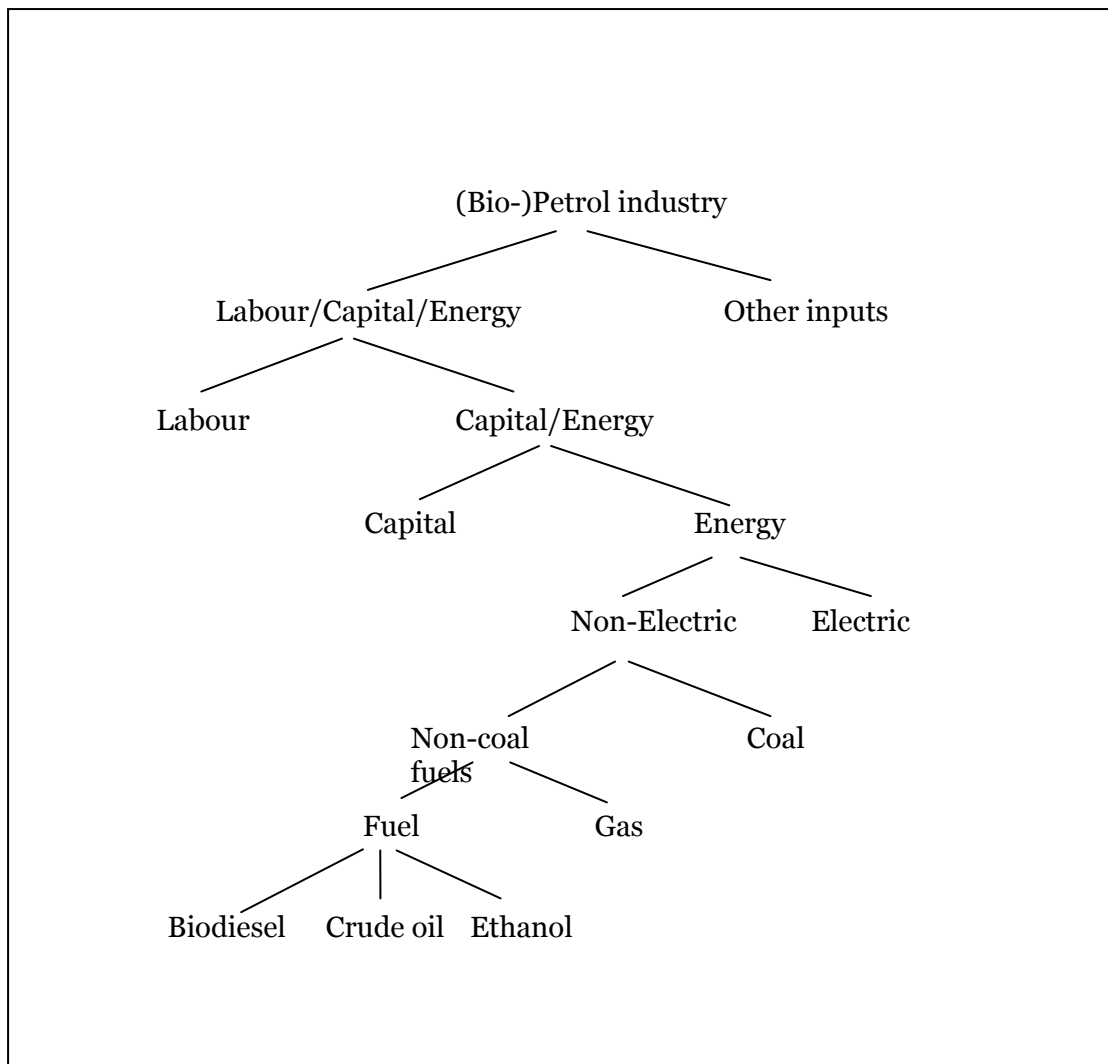 (Bio-)Petrol industry
Labour/Capital/Energy
Other inputs
Labour
Capital/Energy
Capital
Energy
Non-Electric
Electric
Non-coal
fuels
Coal
Fuel
Gas
Biodiesel
Crude oil
Ethanol